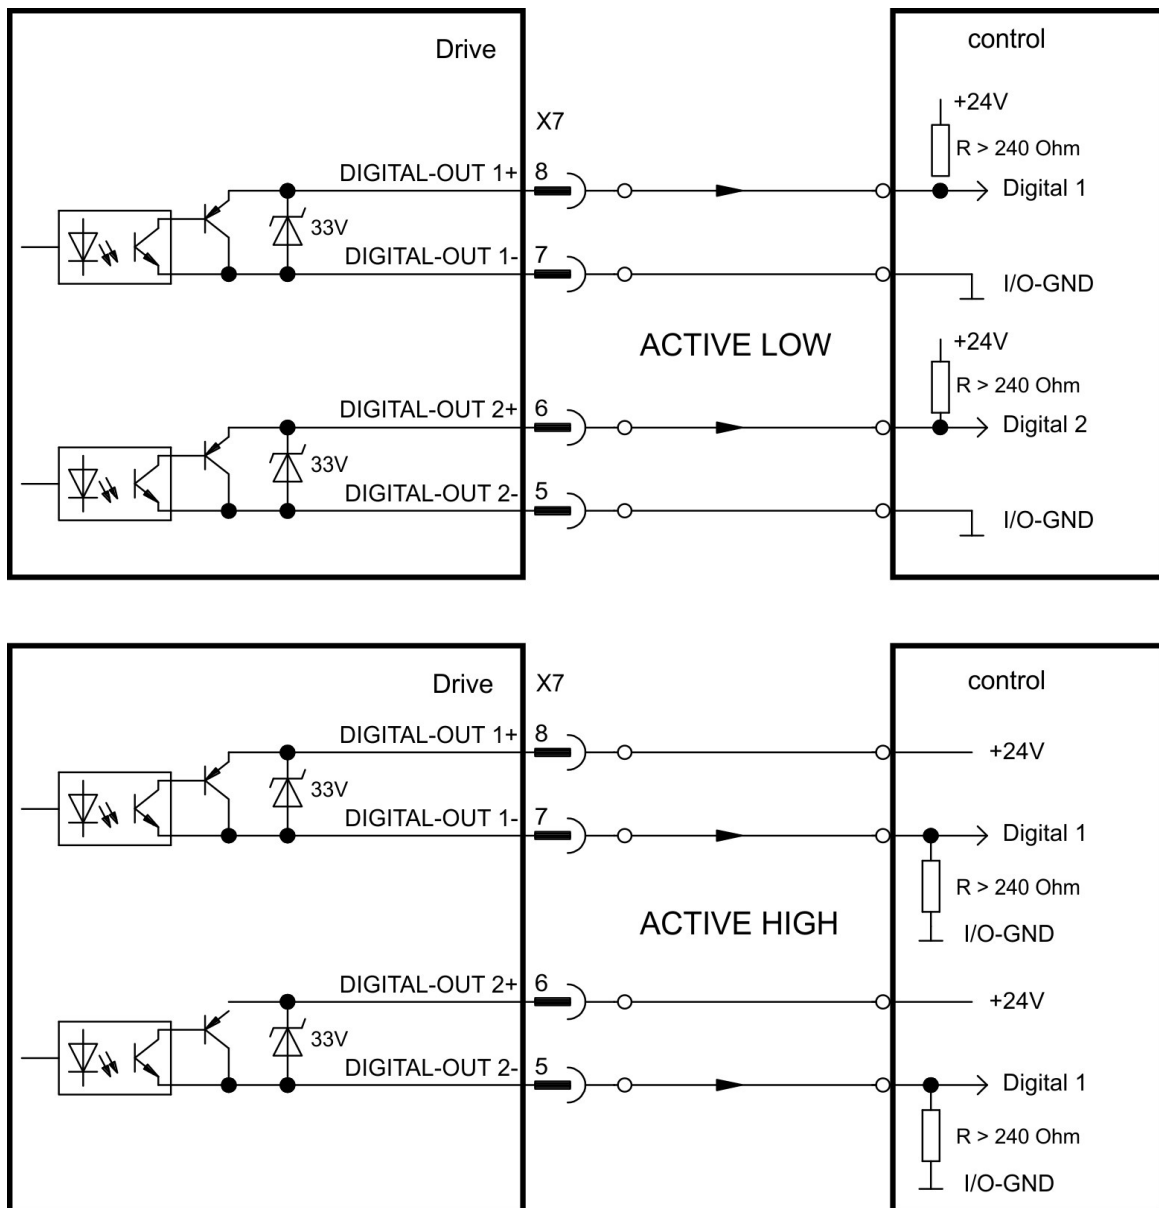 Drive
control
X7
+24V
R > 240 Ohm
DIGITAL-OUT 1+
8
Digital 1
33V
DIGITAL-OUT 1-
7
I/O-GND
ACTIVE LOW
+24V
R > 240 Ohm
DIGITAL-OUT 2+
6
Digital 2
33V
DIGITAL-OUT 2-
5
I/O-GND
Drive
X7
control
DIGITAL-OUT 1+
8
+24V
33V
DIGITAL-OUT 1-
7
Digital 1
R > 240 Ohm
ACTIVE HIGH
I/O-GND
DIGITAL-OUT 2+
6
+24V
33V
DIGITAL-OUT 2-
5
Digital 1
R > 240 Ohm
I/O-GND